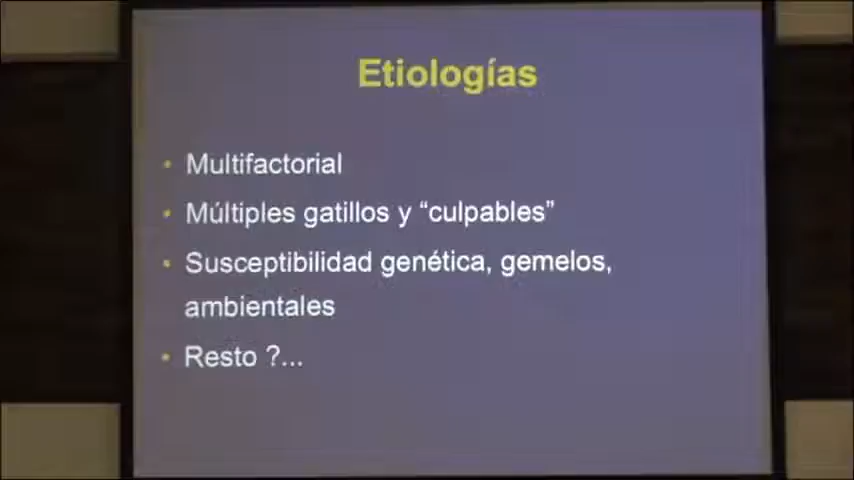 Etiologías
• Multifactorial
• Múltiples gatillos y “culpables”
• Susceptibilidad genética, gemelos,
ambientales
• Resto ?...